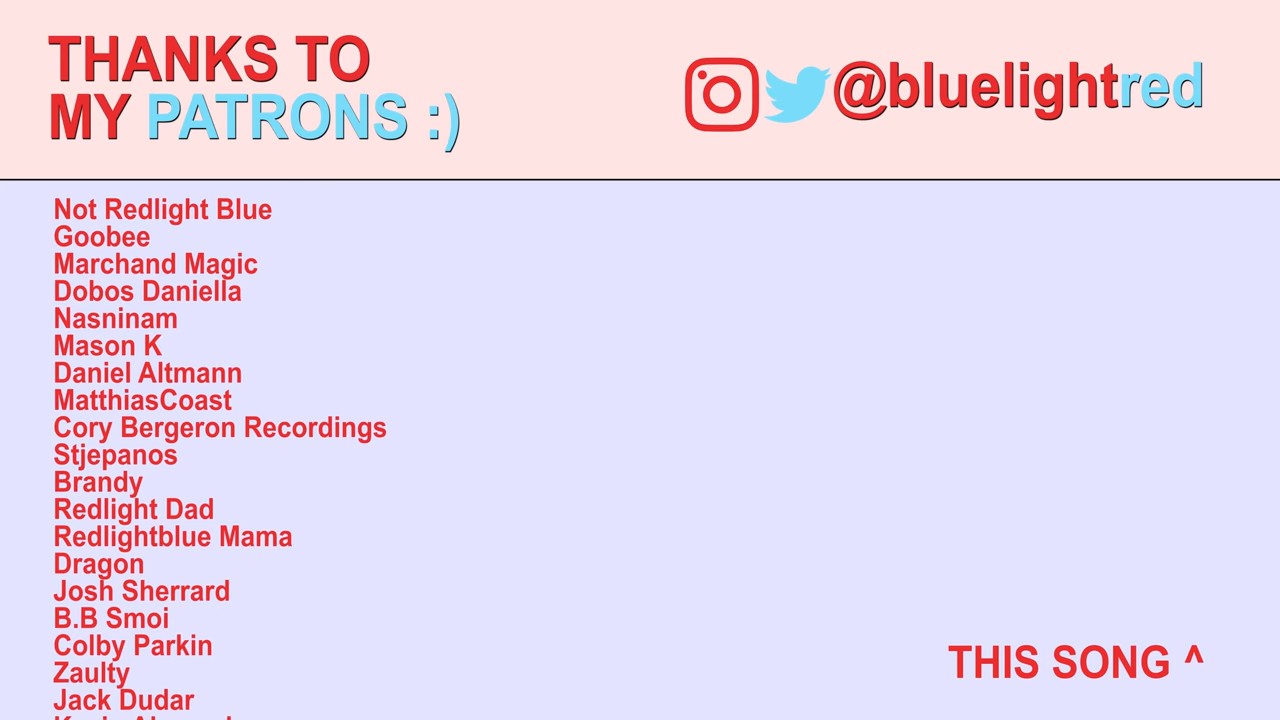 THANKS TO
MY PATRONS :)
@bluelightred
Not Redlight Blue
Goobee
Marchand Magic
Dobos Daniella
Nasninam
Mason K
Daniel Altmann
MatthiasCoast
Cory Bergeron Recordings
Stjepanos
Brandy
Redlight Dad
Redlightblue Mama
Dragon
Josh Sherrard
B.B Smoi
Colby Parkin
Zaulty
Jack Dudar
THIS SONG ^